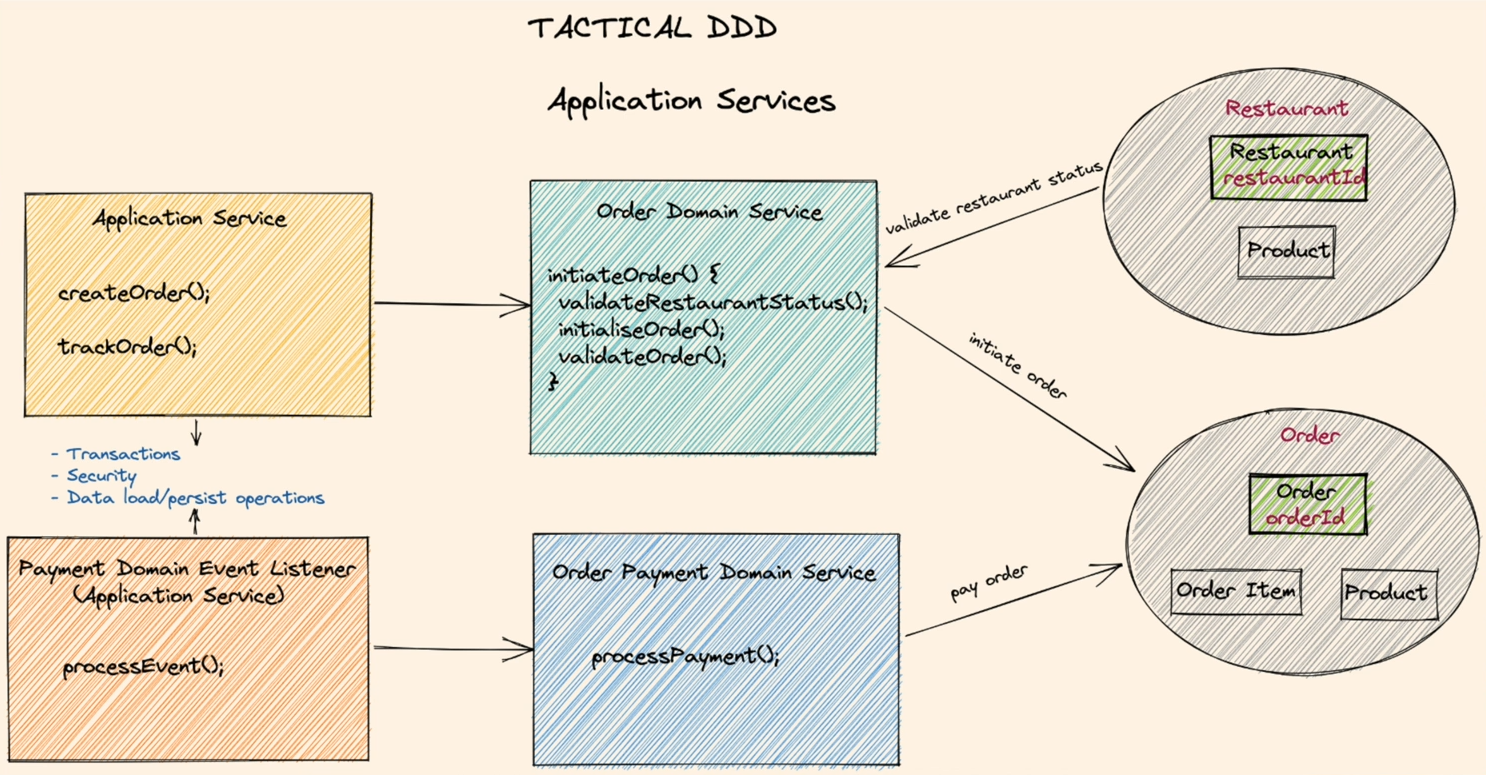 TACTICAL DDD
Application Services
Application Service
createOrder();
trackOrder();
- Transactions
- Security
- Data load/persist operations
Payment Domain Event Listener
(Application Service)
processEvent();
Order Domain Service
initiateOrder() {
validateRestaurantStatus();
initialiseOrder();
validateOrder();
}
Order Payment Domain Service
processPayment();
validate restaurant status
initiate order
pay order
Restaurant
Restaurant
restaurantId
Product
Order
Order
orderId
Order Item
Product